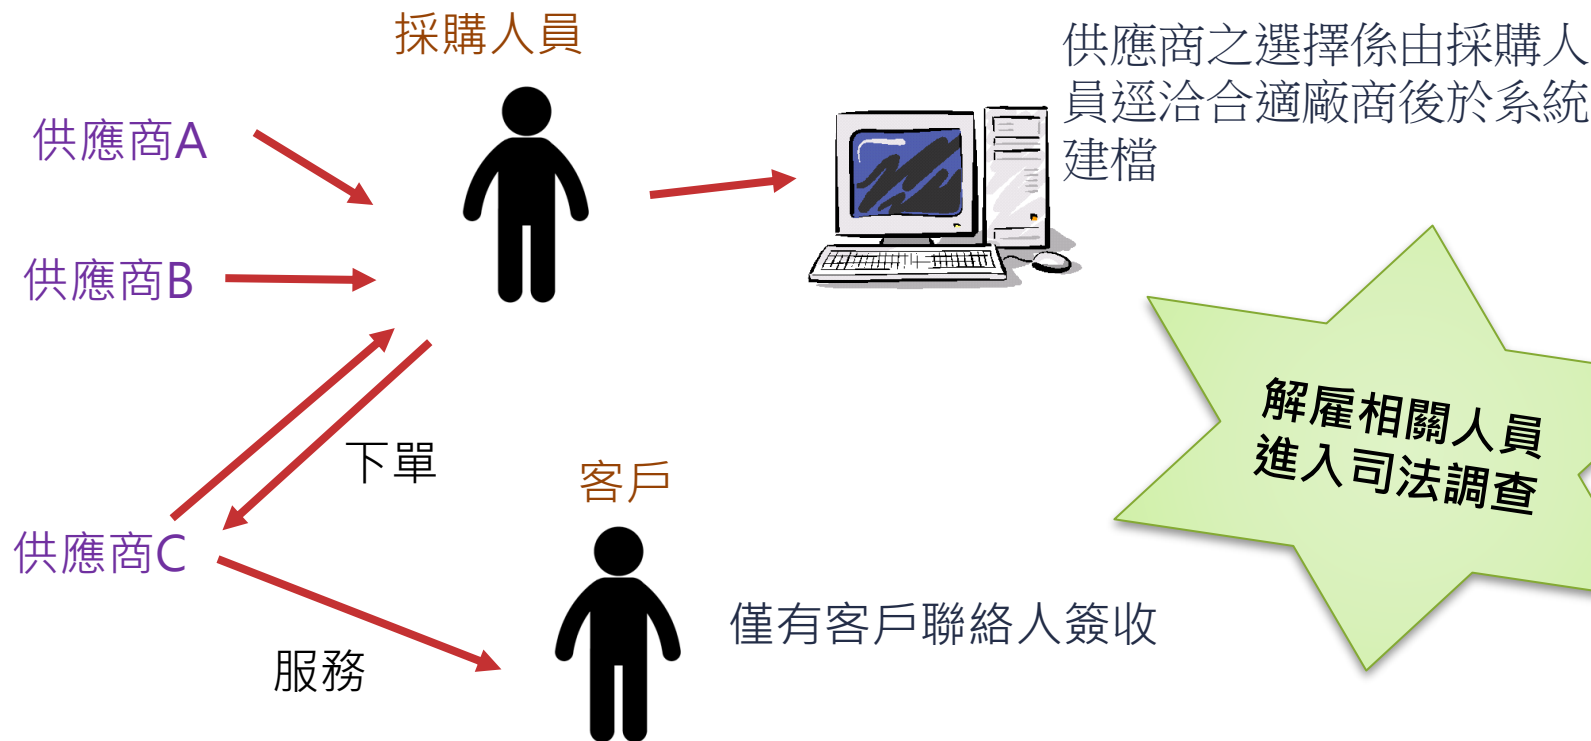 採購人員
供應商之選擇係由採購人
員逕洽合適廠商後於系統
建檔
供應商A
供應商B
解雇相關人員
進入司法調查
下單
客戶
供應商C
僅有客戶聯絡人簽收
服務